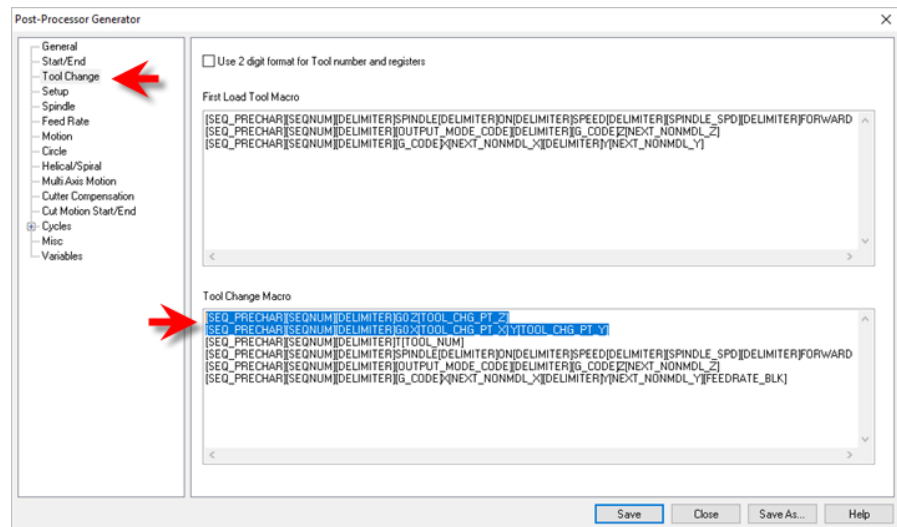 Post-Processor Generator
General
Start/End
Tool Change
Setup
Spindle
Feed Rate
Motion
Circle
Helical/Spiral
Multi Axis Motion
Cutter Compensation
Cut Motion Start/End
Cycles
Misc
Variables
Use 2 digit format for Tool number and registers
First Load Tool Macro
[SEQ_PRECHAR][SEQNUM][DELIMITER]SPINDLE[DELIMITER]ON[DELIMITER]SPEED[DELIMITER][SPINDLE_SPD][DELIMITER]FORWARD
[SEQ_PRECHAR][SEQNUM][DELIMITER][OUTPUT_MODE_CODE][DELIMITER][G_CODE]Z[NEXT_NONMDL_Z]
[SEQ_PRECHAR][SEQNUM][DELIMITER][G_CODE]X[NEXT_NONMDL_X][DELIMITER]Y[NEXT_NONMDL_Y]
Tool Change Macro
[SEQ_PRECHAR][SEQNUM][DELIMITER]G0 Z[TOOL_CHG_PT_Z]
[SEQ_PRECHAR][SEQNUM][DELIMITER]G0 X[TOOL_CHG_PT_X] Y[TOOL_CHG_PT_Y]
[SEQ_PRECHAR][SEQNUM][DELIMITER]T[TOOL_NUM]
[SEQ_PRECHAR][SEQNUM][DELIMITER]SPINDLE[DELIMITER]ON[DELIMITER]SPEED[DELIMITER][SPINDLE_SPD][DELIMITER]FORWARD
[SEQ_PRECHAR][SEQNUM][DELIMITER][OUTPUT_MODE_CODE][DELIMITER][G_CODE]Z[NEXT_NONMDL_Z]
[SEQ_PRECHAR][SEQNUM][DELIMITER][G_CODE]X[NEXT_NONMDL_X][DELIMITER]Y[NEXT_NONMDL_Y][FEEDRATE_BLK]
Save Close Save As... Help